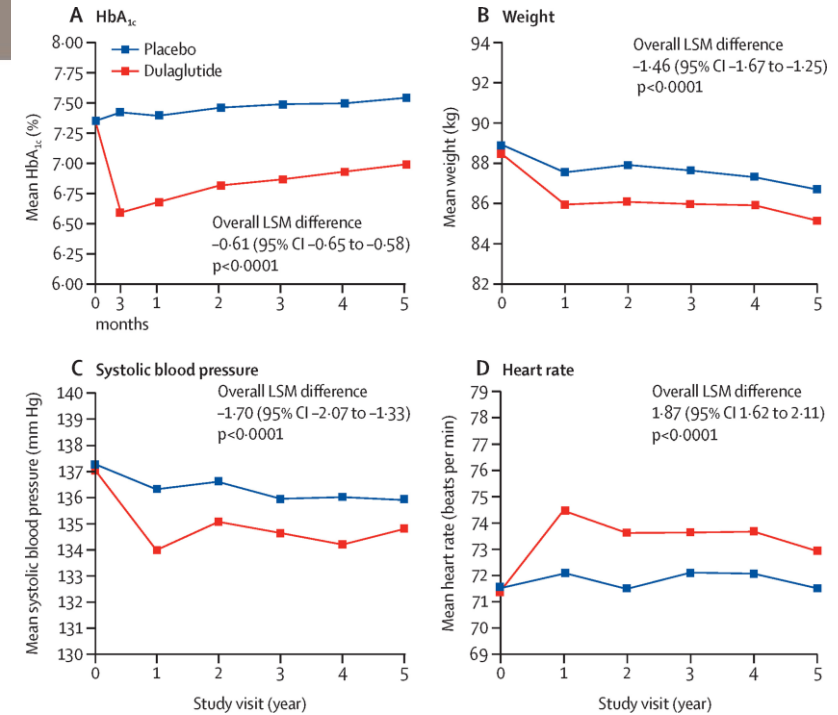 A HbA1c
8·00
7·75
7·50
7·25
7·00
6·75
6·50
6·25
6·00
Mean HbA1c (%)
Placebo
Dulaglutide
Overall LSM difference
–0·61 (95% CI –0·65 to –0·58)
p<0·0001
0 3 1 2 3 4 5
months
B Weight
94
92
90
88
86
84
82
Mean weight (kg)
Overall LSM difference
–1·46 (95% CI –1·67 to –1·25)
p<0·0001
0 1 2 3 4 5
C Systolic blood pressure
140
139
138
137
136
135
134
133
132
131
130
Mean systolic blood pressure (mm Hg)
Overall LSM difference
–1·70 (95% CI –2·07 to –1·33)
p<0·0001
0 1 2 3 4 5
Study visit (year)
D Heart rate
79
78
77
76
75
74
73
72
71
70
69
Mean heart rate (beats per min)
Overall LSM difference
1·87 (95% CI 1·62 to 2·11)
p<0·0001
0 1 2 3 4 5
Study visit (year)